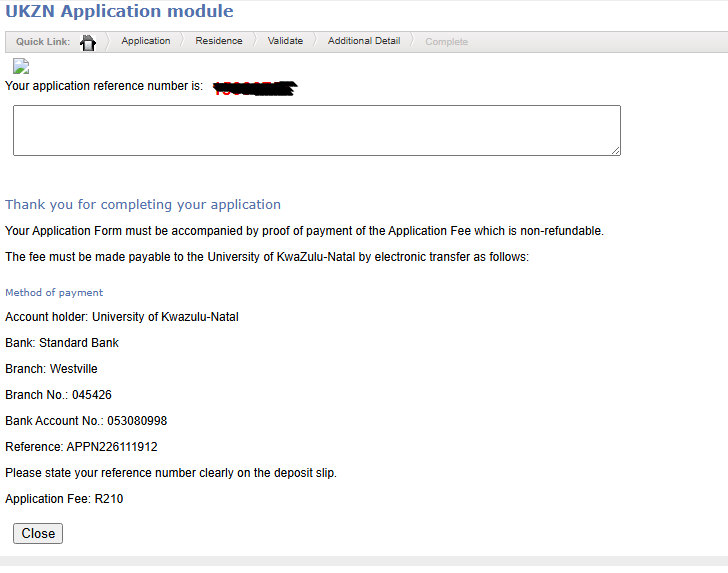 UKZN Application module
Quick Link: Application Residence Validate Additional Detail Complete
Your application reference number is:
Thank you for completing your application
Your Application Form must be accompanied by proof of payment of the Application Fee which is non-refundable.
The fee must be made payable to the University of KwaZulu-Natal by electronic transfer as follows:
Method of payment
Account holder: University of Kwazulu-Natal
Bank: Standard Bank
Branch: Westville
Branch No.: 045426
Bank Account No.: 053080998
Reference: APPN226111912
Please state your reference number clearly on the deposit slip.
Application Fee: R210
Close